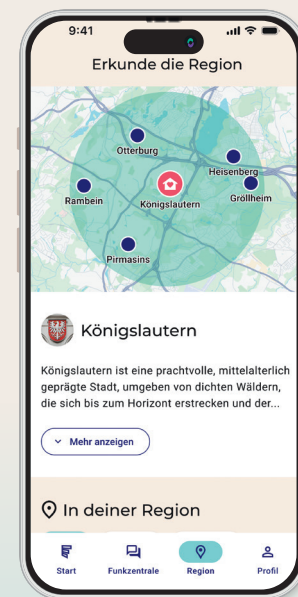 9:41
Erkunde die Region
Otterburg
Heisenberg
Rambein
Königslautern
Gröllheim
Pirmasins
Königslautern
Königslautern ist eine prachtvolle, mittelalterlich
geprägte Stadt, umgeben von dichten Wäldern,
die sich bis zum Horizont erstrecken und der...
Mehr anzeigen
In deiner Region
Start Funkzentrale Region Profil